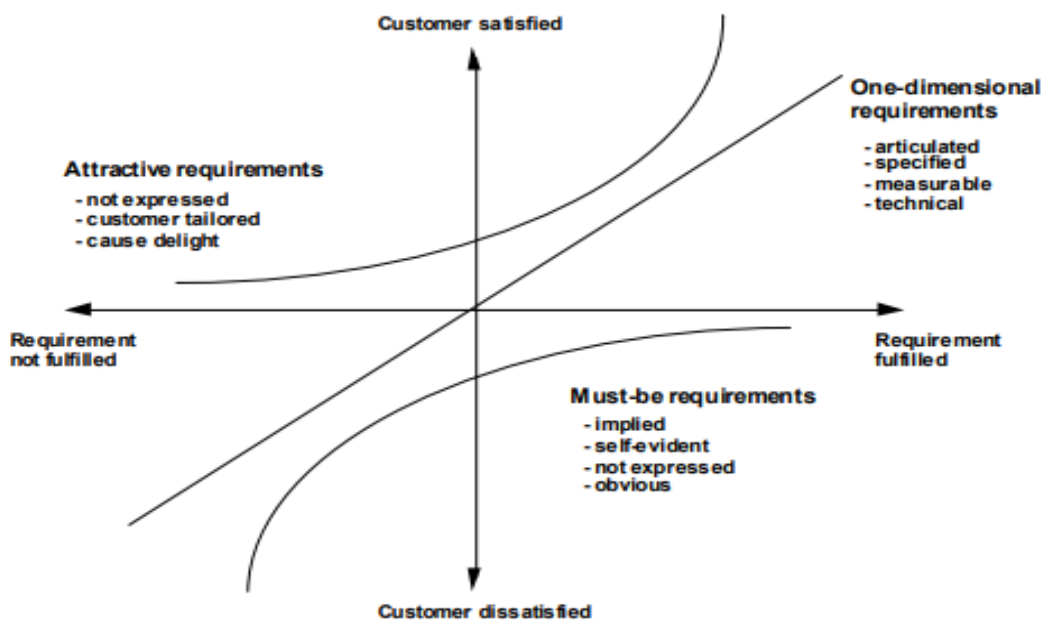 Customer satisfied
One-dimensional
requirements
- articulated
- specified
- measurable
- technical
Attractive requirements
- not expressed
- customer tailored
- cause delight
Requirement
not fulfilled
Requirement
fulfilled
Must-be requirements
- implied
- self-evident
- not expressed
- obvious
Customer dissatisfied